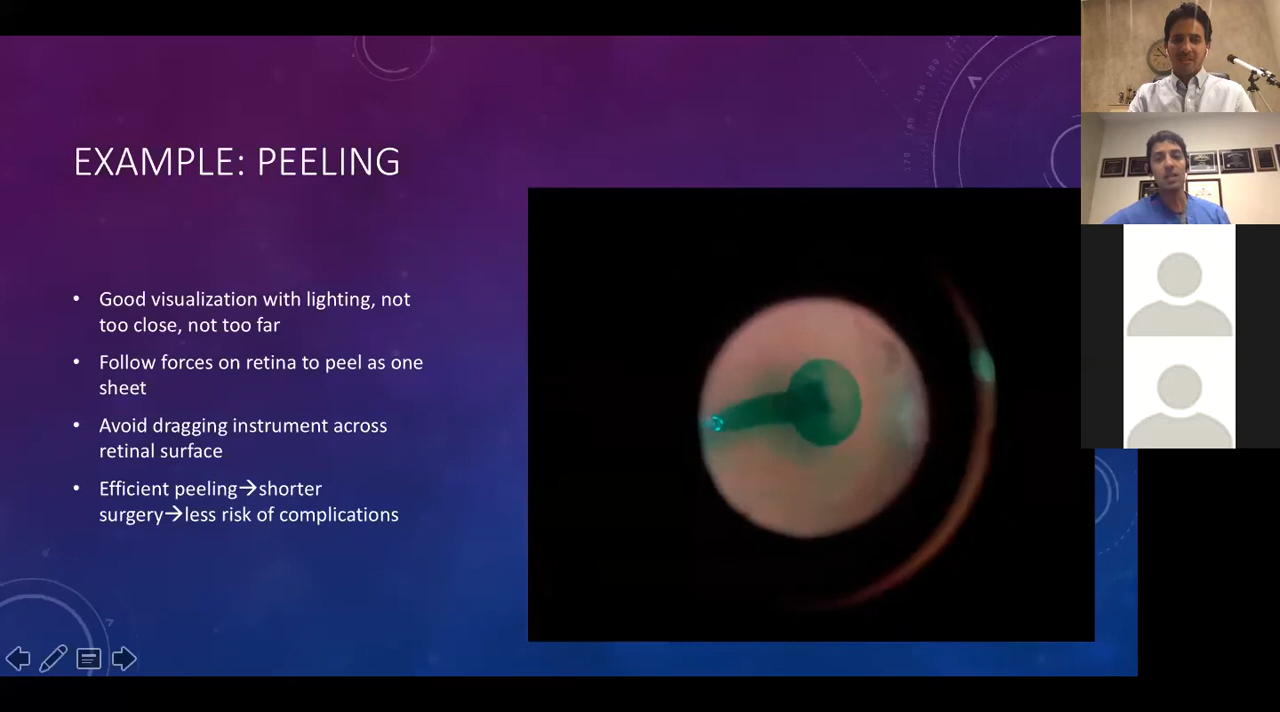 EXAMPLE: PEELING
• Good visualization with lighting, not
too close, not too far
• Follow forces on retina to peel as one
sheet
• Avoid dragging instrument across
retinal surface
• Efficient peeling→shorter
surgery→less risk of complications